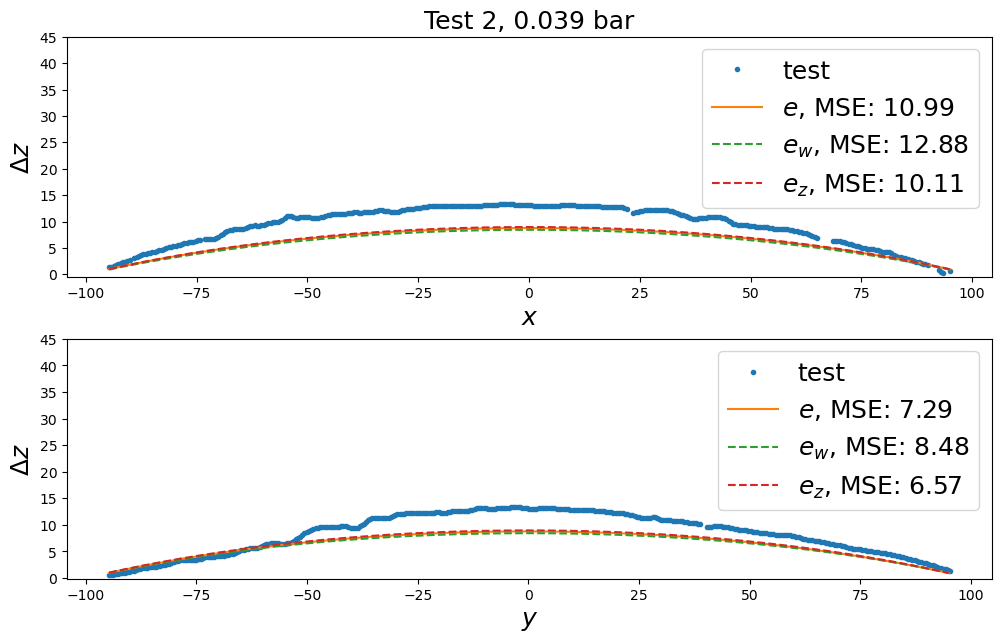 Test 2, 0.039 bar
45
40
35
30
25
20
15
10
5
0
Δz
test
e, MSE: 10.99
e_w, MSE: 12.88
e_z, MSE: 10.11
−100 −75 −50 −25 0 25 50 75 100
x
45
40
35
30
25
20
15
10
5
0
Δz
test
e, MSE: 7.29
e_w, MSE: 8.48
e_z, MSE: 6.57
−100 −75 −50 −25 0 25 50 75 100
y